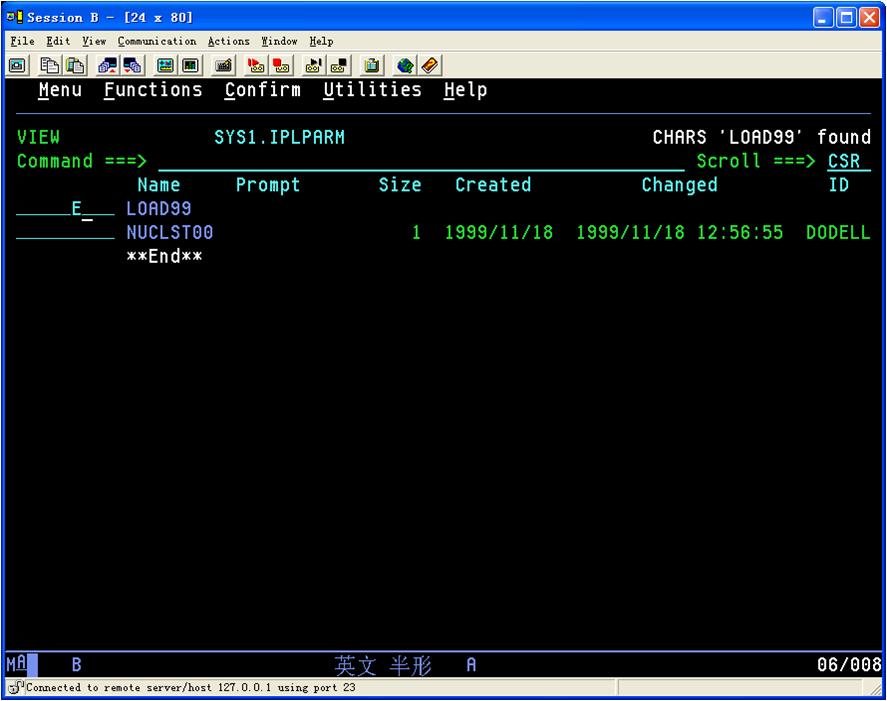 Session B - [24 x 80]
File Edit View Communication Actions Window Help
Menu Functions Confirm Utilities Help
VIEW SYS1.IPLPARM CHARS 'LOAD99' found
Command ===> Scroll ===> CSR
Name Prompt Size Created Changed ID
E LOAD99
NUCLST00 1 1999/11/18 1999/11/18 12:56:55 DODELL
**End**
MA B 英文 半形 A 06/008
Connected to remote server/host 127.0.0.1 using port 23